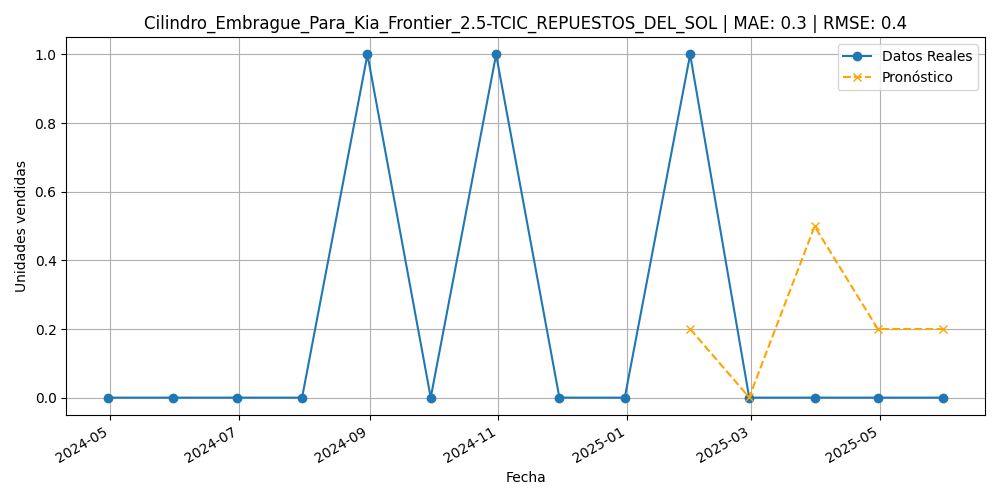 Cilindro_Embrague_Para_Kia_Frontier_2.5-TCIC_REPUESTOS_DEL_SOL | MAE: 0.3 | RMSE: 0.4
Datos Reales
Pronóstico
Unidades vendidas
1.0
0.8
0.6
0.4
0.2
0.0
2024-05
2024-07
2024-09
2024-11
2025-01
2025-03
2025-05
Fecha